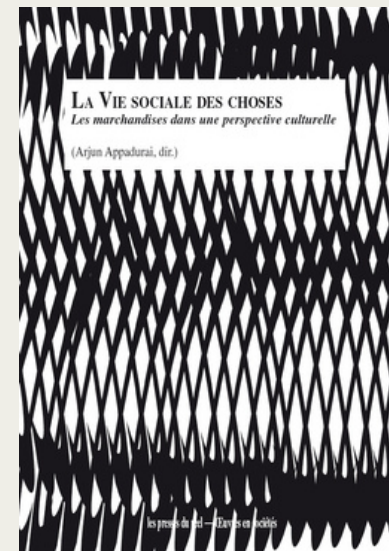 LA VIE SOCIALE DES CHOSES
Les marchandises dans une perspective culturelle
(Arjun Appadurai, dir.)
les presses du réel — Œuvres en sociétés